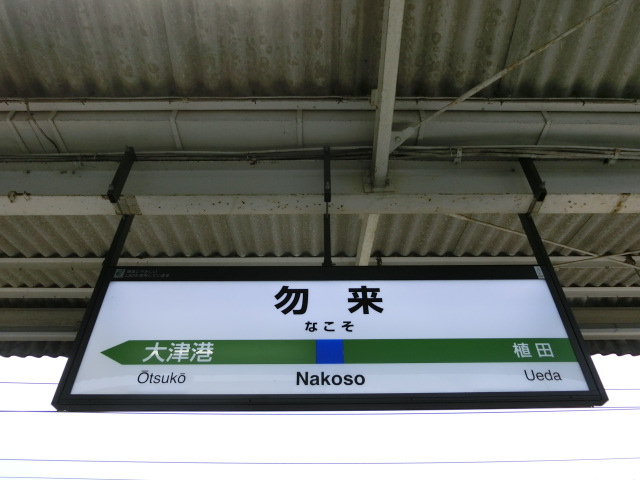 勿来
なこそ
大津港 植田
Ōtsukō Nakoso Ueda